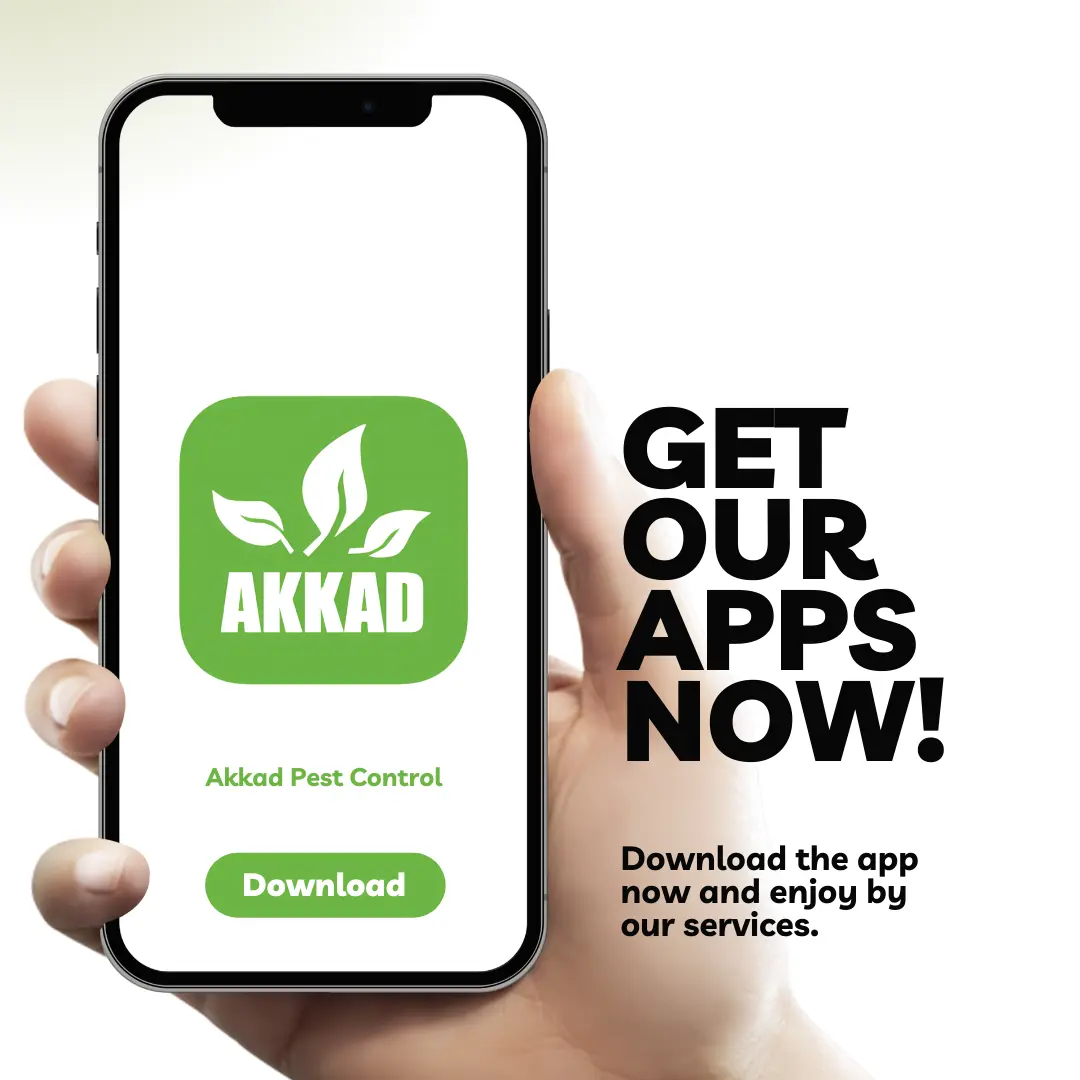 AKKAD
Akkad Pest Control
Download
GET
OUR
APPS
NOW!
Download the app
now and enjoy by
our services.